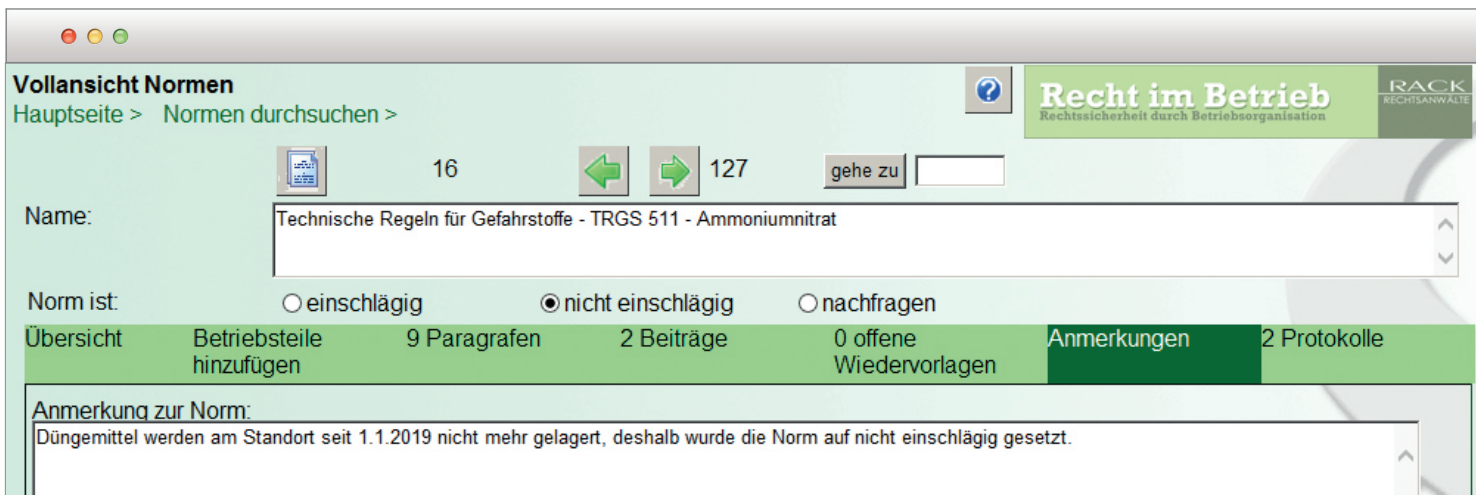 Vollansicht Normen
Hauptseite > Normen durchsuchen >
Recht im Betrieb
Rechtssicherheit durch Betriebsorganisation
RACK
RECHTSANWÄLTE
16 127 gehe zu
Name: Technische Regeln für Gefahrstoffe - TRGS 511 - Ammoniumnitrat
Norm ist: einschlägig nicht einschlägig nachfragen
Übersicht Betriebsteile 9 Paragrafen 2 Beiträge 0 offene Anmerkungen 2 Protokolle
hinzufügen Wiedervorlagen
Anmerkung zur Norm:
Düngemittel werden am Standort seit 1.1.2019 nicht mehr gelagert, deshalb wurde die Norm auf nicht einschlägig gesetzt.